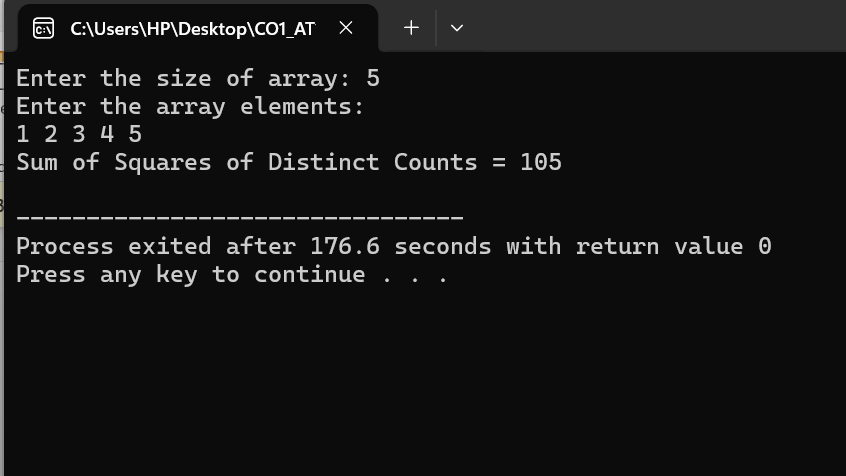 C:\Users\HP\Desktop\CO1_AT
Enter the size of array: 5
Enter the array elements:
1 2 3 4 5
Sum of Squares of Distinct Counts = 105
--------------------------------
Process exited after 176.6 seconds with return value 0
Press any key to continue . . .